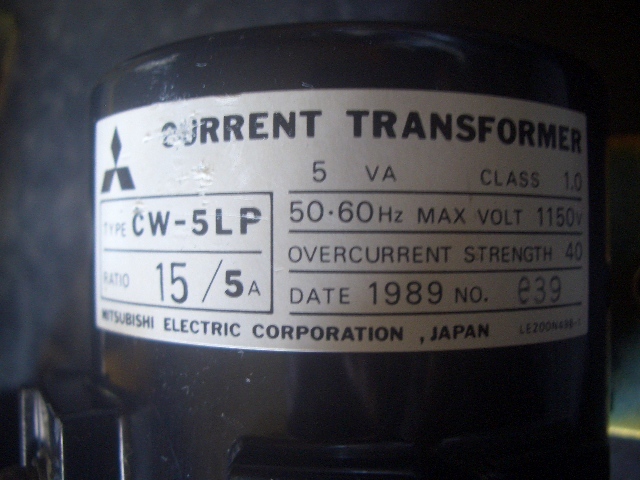 CURRENT TRANSFORMER
5 VA CLASS 1.0
TYPE CW-5LP
50·60Hz MAX VOLT 1150V
OVERCURRENT STRENGTH 40
RATIO 15/5A
DATE 1989 NO. e39
MITSUBISHI ELECTRIC CORPORATION , JAPAN